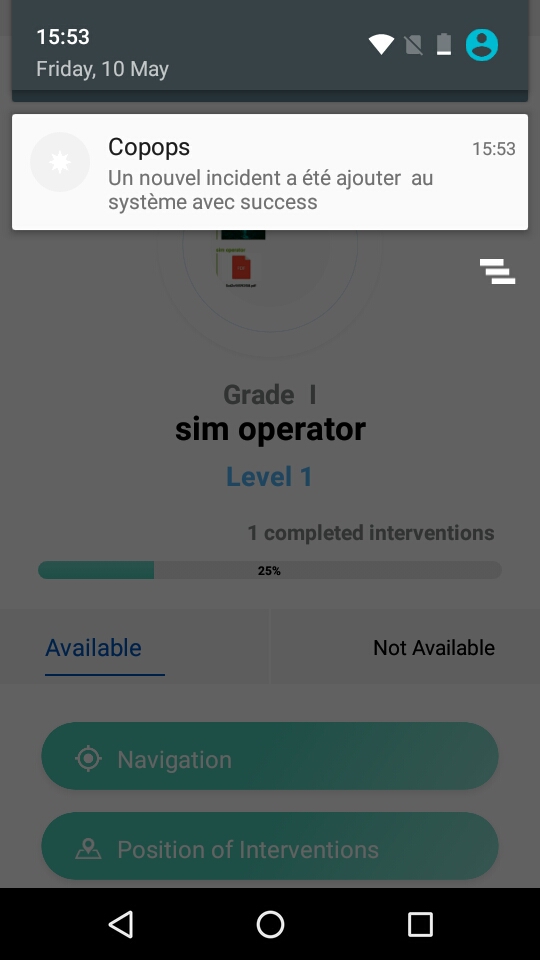 15:53
Friday, 10 May
Copops
15:53
Un nouvel incident a été ajouter  au
système avec success
Grade  I
sim operator
Level 1
1 completed interventions
25%
Available
Not Available
Navigation
Position of Interventions